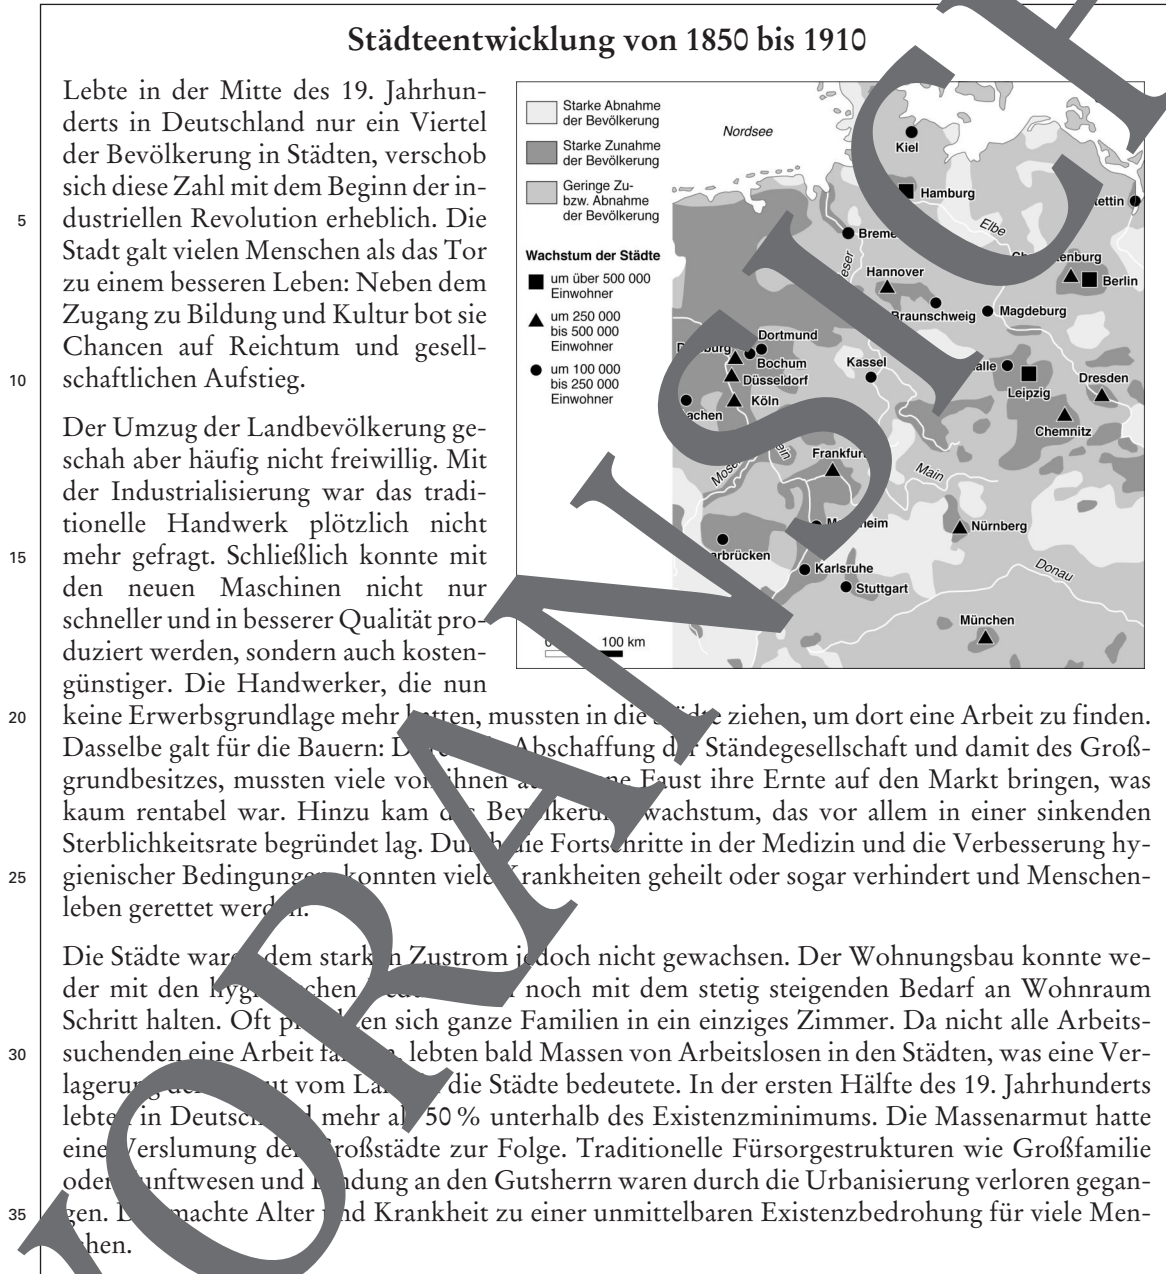 Städteentwicklung von 1850 bis 1910
Lebte in der Mitte des 19. Jahrhun-
derts in Deutschland nur ein Viertel
der Bevölkerung in Städten, verschob
sich diese Zahl mit dem Beginn der in-
5 dustriellen Revolution erheblich. Die
Stadt galt vielen Menschen als das Tor
zu einem besseren Leben: Neben dem
Zugang zu Bildung und Kultur bot sie
Chancen auf Reichtum und gesell-
10 schaftlichen Aufstieg.
Der Umzug der Landbevölkerung ge-
schah aber häufig nicht freiwillig. Mit
der Industrialisierung war das tradi-
tionelle Handwerk plötzlich nicht
15 mehr gefragt. Schließlich konnte mit
den neuen Maschinen nicht nur
schneller und in besserer Qualität pro-
duziert werden, sondern auch kosten-
günstiger. Die Handwerker, die nun
Starke Abnahme
der Bevölkerung
Starke Zunahme
der Bevölkerung
Geringe Zu-
bzw. Abnahme
der Bevölkerung
Wachstum der Städte
um über 500 000
Einwohner
um 250 000
bis 500 000
Einwohner
um 100 000
bis 250 000
Einwohner
Nordsee
Kiel
Hamburg
Elbe
Hannover
Berlin
Braunschweig
Magdeburg
Dortmund
Bochum
Düsseldorf
Köln
Kassel
Leipzig
Dresden
Chemnitz
Frankfurt
Main
Nürnberg
Karlsruhe
Stuttgart
Donau
München
100 km
20 keine Erwerbsgrundlage mehr hatten, mussten in die Städte ziehen, um dort eine Arbeit zu finden.
Dasselbe galt für die Bauern: Abschaffung der Ständegesellschaft und damit des Groß-
grundbesitzes, mussten viele von ihnen Faust ihre Ernte auf den Markt bringen, was
kaum rentabel war. Hinzu kam das Bevölkerungswachstum, das vor allem in einer sinkenden
Sterblichkeitsrate begründet lag. Durch die Fortschritte in der Medizin und die Verbesserung hy-
25 gienischer Bedingungen, konnten viele Krankheiten geheilt oder sogar verhindert und Menschen-
leben gerettet werden.
Die Städte waren dem starken Zustrom jedoch nicht gewachsen. Der Wohnungsbau konnte we-
der mit den hygienischen noch mit dem stetig steigenden Bedarf an Wohnraum
Schritt halten. Oft sich ganze Familien in ein einziges Zimmer. Da nicht alle Arbeits-
30 suchenden eine Arbeit fanden, lebten bald Massen von Arbeitslosen in den Städten, was eine Ver-
lagerung vom Land die Städte bedeutete. In der ersten Hälfte des 19. Jahrhunderts
lebten in Deutschland mehr als 50 % unterhalb des Existenzminimums. Die Massenarmut hatte
eine Verslumung der Großstädte zur Folge. Traditionelle Fürsorgestrukturen wie Großfamilie
oder Zunftwesen und Bindung an den Gutsherrn waren durch die Urbanisierung verloren gegan-
35 gen. machte Alter und Krankheit zu einer unmittelbaren Existenzbedrohung für viele Men-
schen.